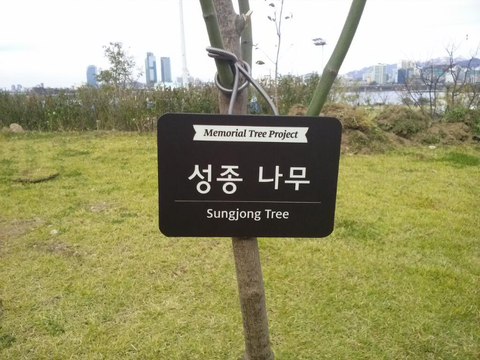 Memorial Tree Project
성종 나무
Sungjong Tree